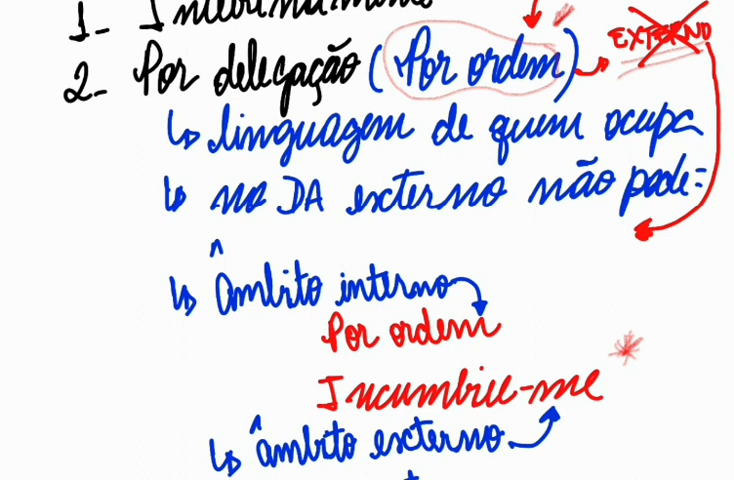 1-
EXTERNO
2- Por delegação (Por ordem)
↳ linguagem de quem ocupa
↳ no DA externo não pode=
↳ Âmbito interno
Por ordem
Incumbiu-me *
↳ âmbito externo